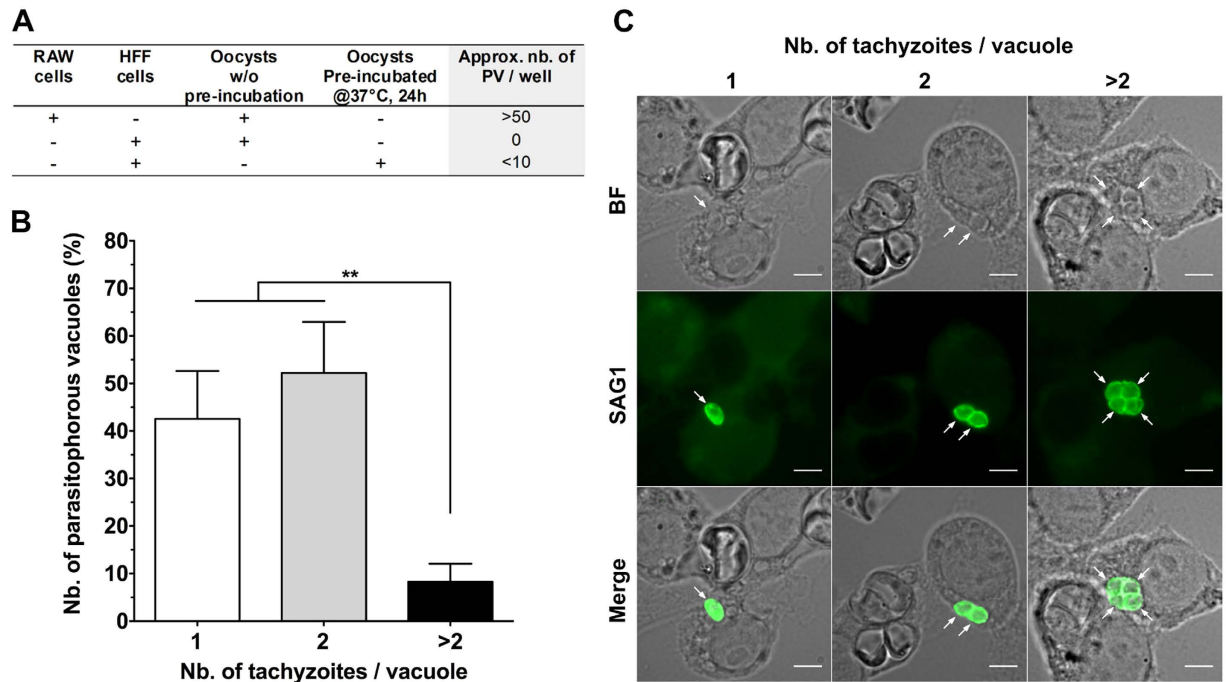 A
RAW cells HFF cells Oocysts w/o pre-incubation Oocysts Pre-incubated @37°C, 24h Approx. nb. of PV / well
+ - + - >50
- + + - 0
- + - + <10
B
Nb. of parasitophorous vacuoles (%)
80
70
60
50
40
30
20
10
0
**
1 2 >2
Nb. of tachyzoites / vacuole
C
Nb. of tachyzoites / vacuole
1 2 >2
BF
SAG1
Merge